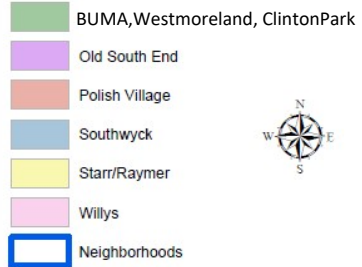 BUMA,Westmoreland, ClintonPark
Old South End
Polish Village
Southwyck
Starr/Raymer
Willys
Neighborhoods
N
W E
S